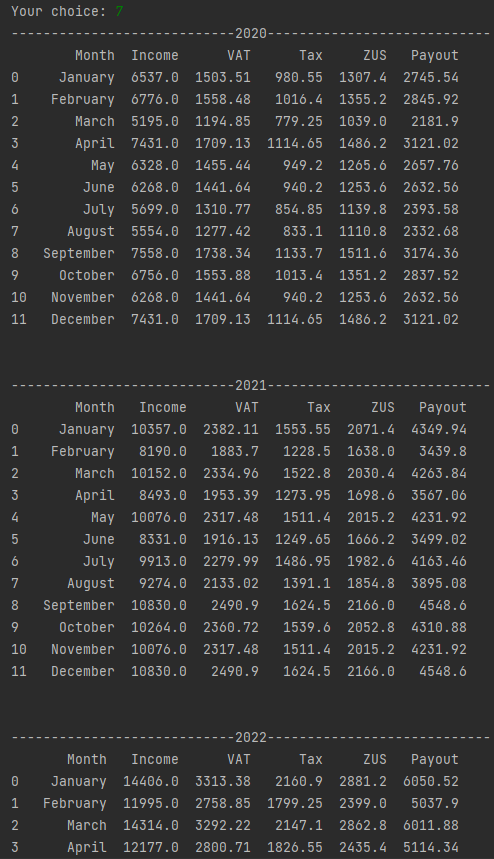 Your choice: 7
----------------------------2020----------------------------
Month Income VAT Tax ZUS Payout
0 January 6537.0 1503.51 980.55 1307.4 2745.54
1 February 6776.0 1558.48 1016.4 1355.2 2845.92
2 March 5195.0 1194.85 779.25 1039.0 2181.9
3 April 7431.0 1709.13 1114.65 1486.2 3121.02
4 May 6328.0 1455.44 949.2 1265.6 2657.76
5 June 6268.0 1441.64 940.2 1253.6 2632.56
6 July 5699.0 1310.77 854.85 1139.8 2393.58
7 August 5554.0 1277.42 833.1 1110.8 2332.68
8 September 7558.0 1738.34 1133.7 1511.6 3174.36
9 October 6756.0 1553.88 1013.4 1351.2 2837.52
10 November 6268.0 1441.64 940.2 1253.6 2632.56
11 December 7431.0 1709.13 1114.65 1486.2 3121.02
----------------------------2021----------------------------
Month Income VAT Tax ZUS Payout
0 January 10357.0 2382.11 1553.55 2071.4 4349.94
1 February 8190.0 1883.7 1228.5 1638.0 3439.8
2 March 10152.0 2334.96 1522.8 2030.4 4263.84
3 April 8493.0 1953.39 1273.95 1698.6 3567.06
4 May 10076.0 2317.48 1511.4 2015.2 4231.92
5 June 8331.0 1916.13 1249.65 1666.2 3499.02
6 July 9913.0 2279.99 1486.95 1982.6 4163.46
7 August 9274.0 2133.02 1391.1 1854.8 3895.08
8 September 10830.0 2490.9 1624.5 2166.0 4548.6
9 October 10264.0 2360.72 1539.6 2052.8 4310.88
10 November 10076.0 2317.48 1511.4 2015.2 4231.92
11 December 10830.0 2490.9 1624.5 2166.0 4548.6
----------------------------2022----------------------------
Month Income VAT Tax ZUS Payout
0 January 14406.0 3313.38 2160.9 2881.2 6050.52
1 February 11995.0 2758.85 1799.25 2399.0 5037.9
2 March 14314.0 3292.22 2147.1 2862.8 6011.88
3 April 12177.0 2800.71 1826.55 2435.4 5114.34